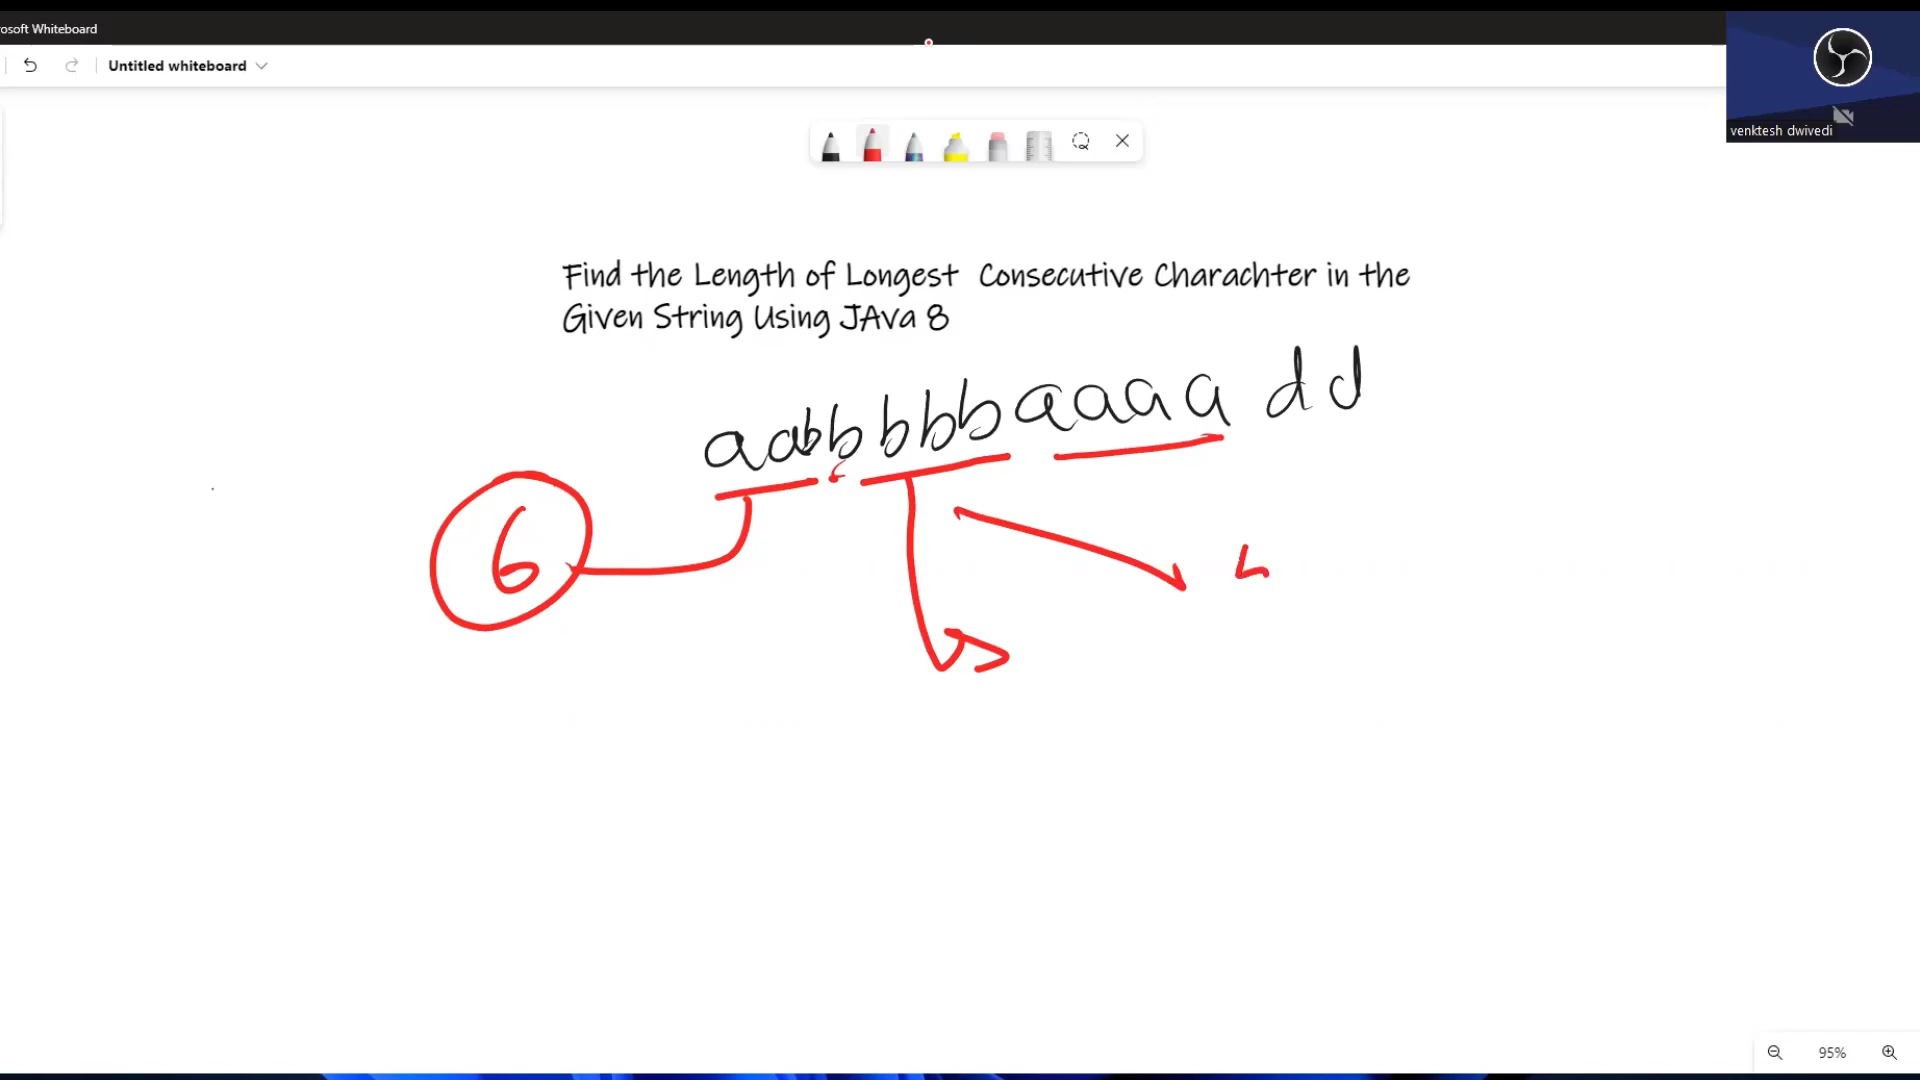 osoft Whiteboard
Untitled whiteboard
venktesh dwivedi
Find the Length of Longest Consecutive Charachter in the
Given String Using JAva 8
aabbbbbaaaa dd
6
95%